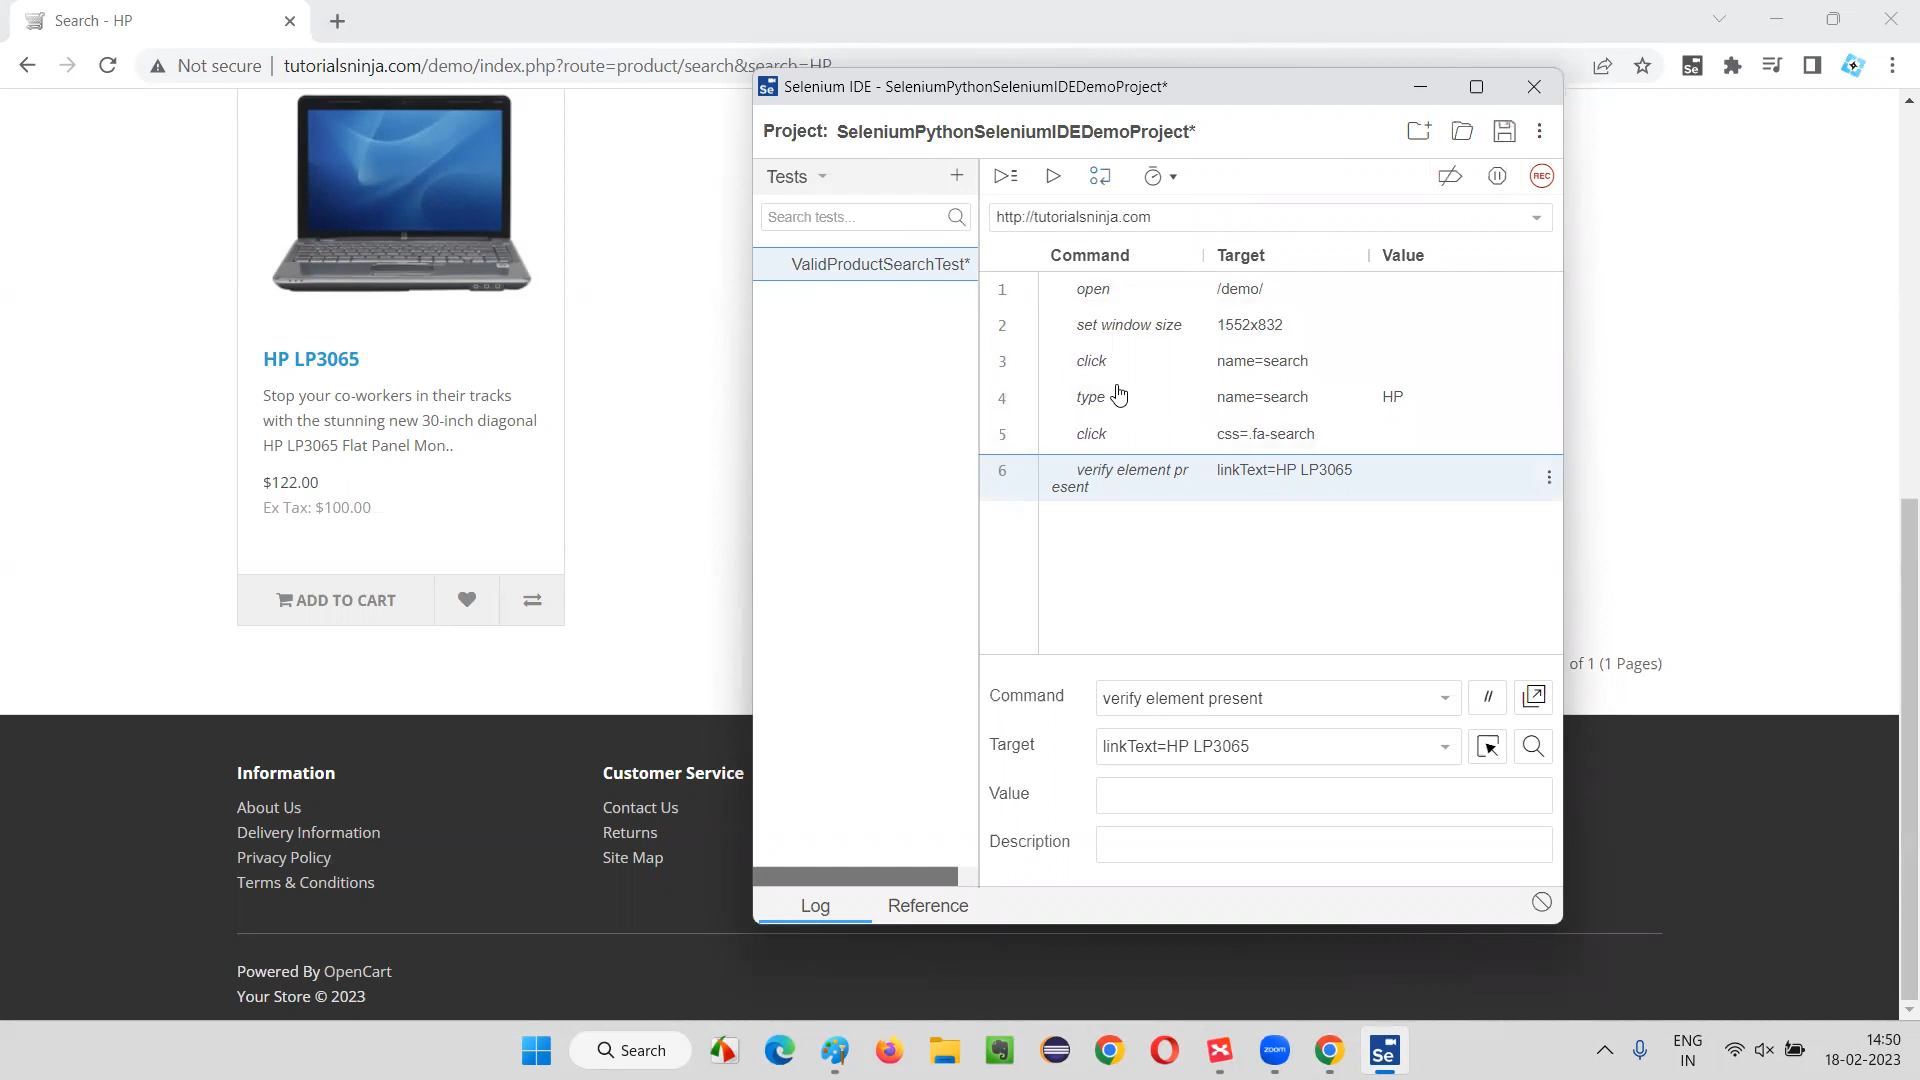 Search - HP
Not secure
tutorialsninja.com/demo/index.php?route=product/search&search=HP
Selenium IDE - SeleniumPythonSeleniumIDEDemoProject*
Project: SeleniumPythonSeleniumIDEDemoProject*
Tests
REC
Search tests...
http://tutorialsninja.com
ValidProductSearchTest*
Command Target Value
1 open /demo/
2 set window size 1552x832
3 click name=search
4 type name=search HP
5 click css=.fa-search
6 verify element pr linkText=HP LP3065
esent
Command verify element present //
Target linkText=HP LP3065
Value
Description
Log Reference
HP LP3065
Stop your co-workers in their tracks
with the stunning new 30-inch diagonal
HP LP3065 Flat Panel Mon..
$122.00
Ex Tax: $100.00
ADD TO CART
of 1 (1 Pages)
Information
About Us
Delivery Information
Privacy Policy
Terms & Conditions
Customer Service
Contact Us
Returns
Site Map
Powered By OpenCart
Your Store © 2023
Search
zoom
Se
ENG
IN
14:50
18-02-2023